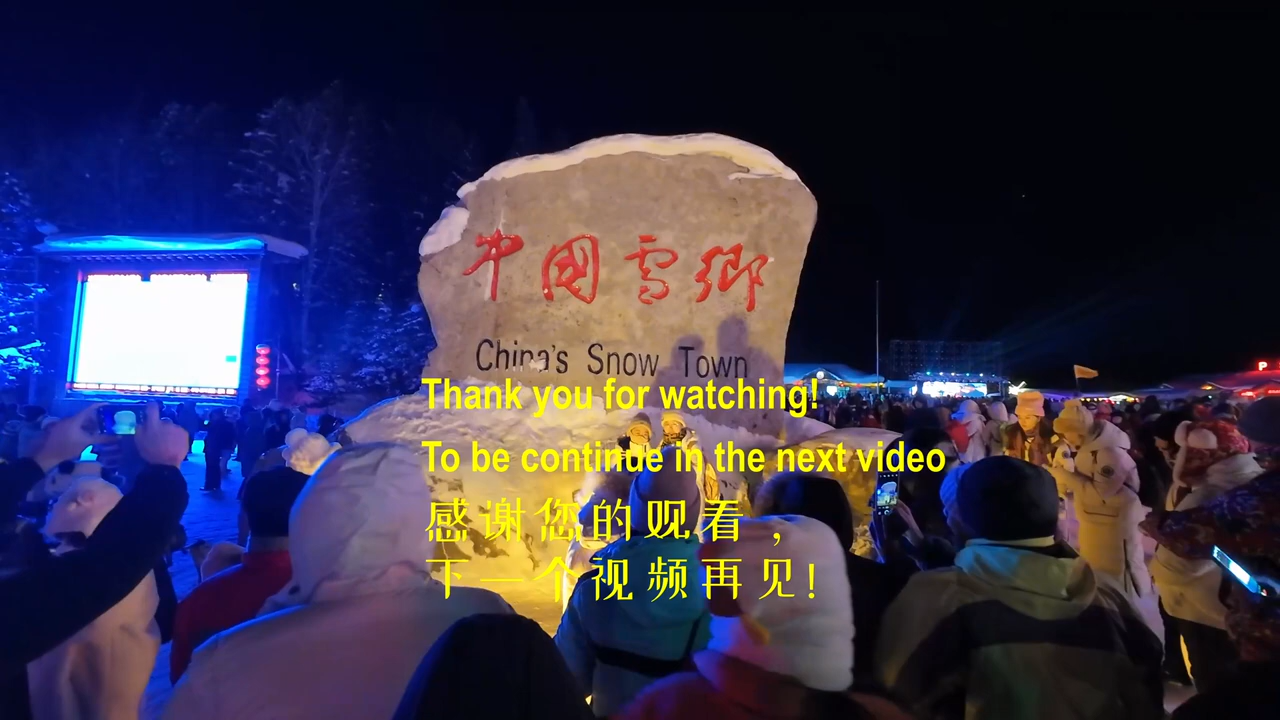 中国雪鄉
China's Snow Town
Thank you for watching!
To be continue in the next video
感谢您的观看，
下一个视频再见!
P